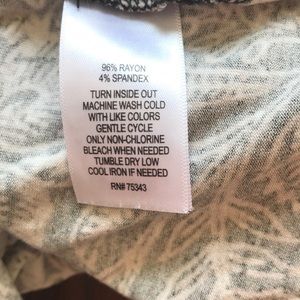 96% RAYON
4% SPANDEX
TURN INSIDE OUT
MACHINE WASH COLD
WITH LIKE COLORS
GENTLE CYCLE
ONLY NON-CHLORINE
BLEACH WHEN NEEDED
TUMBLE DRY LOW
COOL IRON IF NEEDED
RN# 75343